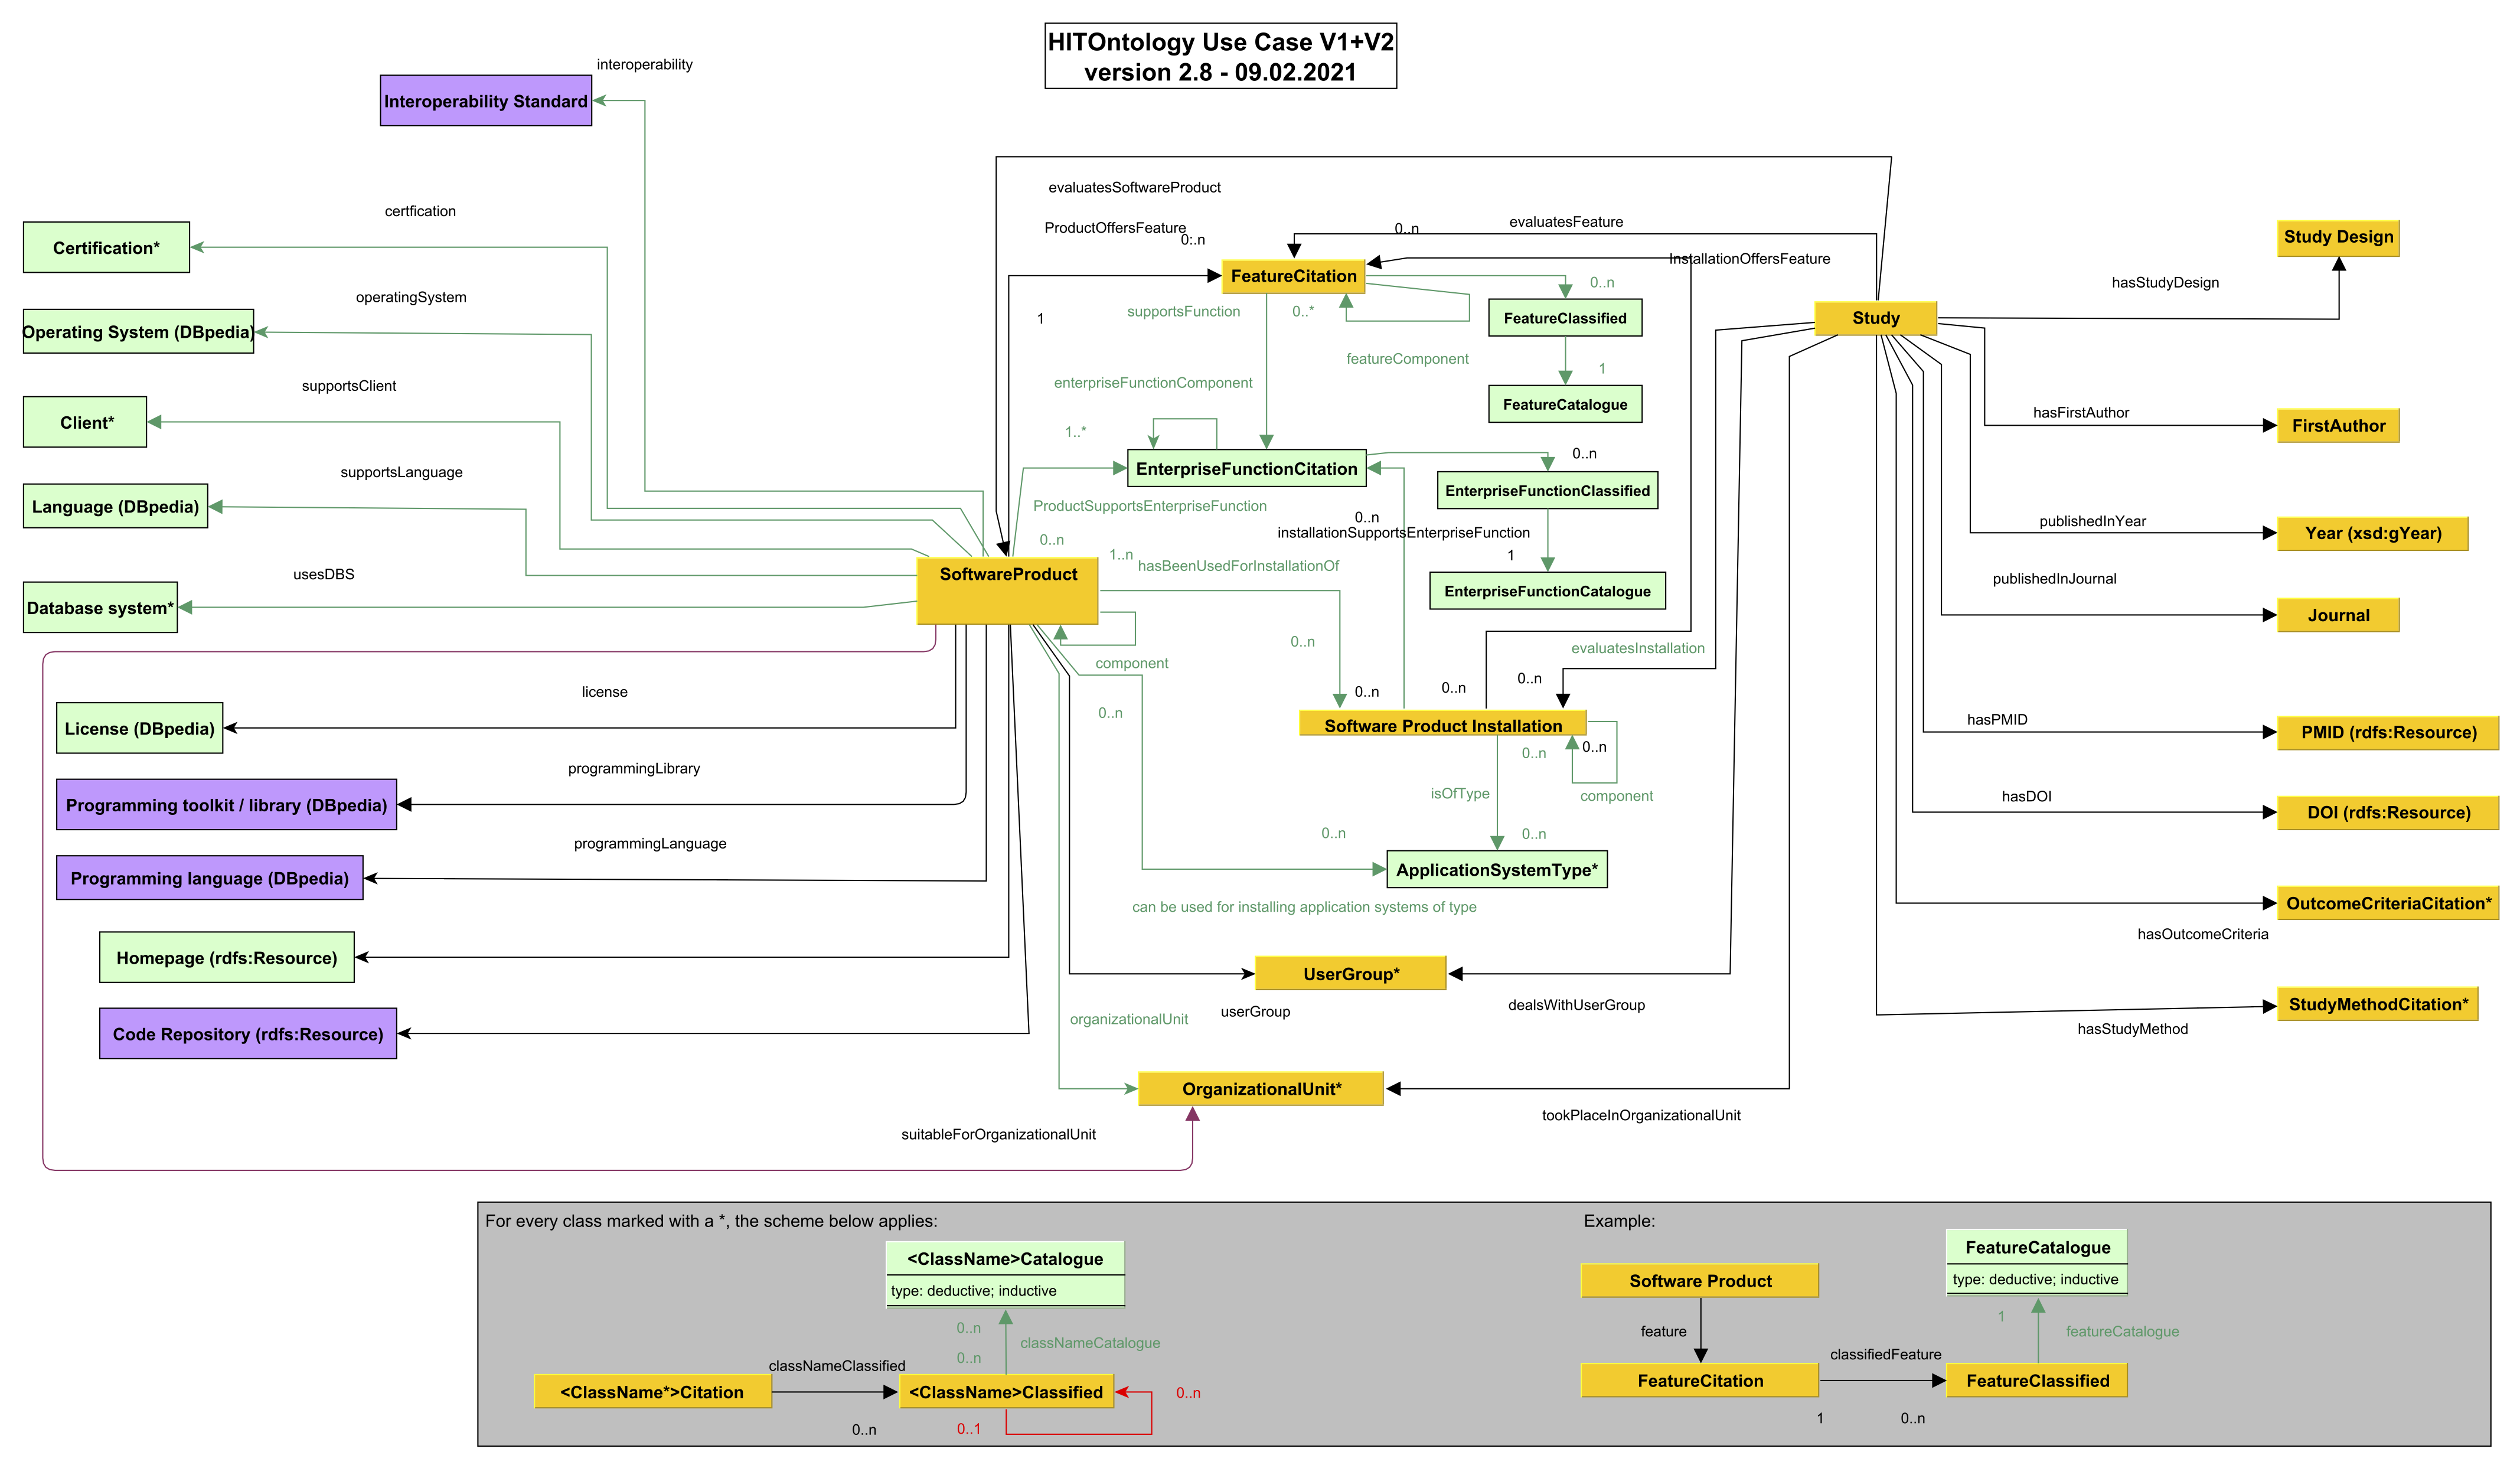 HITOntology Use Case V1+V2
version 2.8 - 09.02.2021
interoperability
Interoperability Standard
certfication
Certification*
operatingSystem
Operating System (DBpedia)
supportsClient
Client*
supportsLanguage
Language (DBpedia)
usesDBS
Database system*
license
License (DBpedia)
programmingLibrary
Programming toolkit / library (DBpedia)
programmingLanguage
Programming language (DBpedia)
Homepage (rdfs:Resource)
Code Repository (rdfs:Resource)
evaluatesSoftwareProduct
ProductOffersFeature
0:.n
0..n
evaluatesFeature
InstallationOffersFeature
FeatureCitation
1
supportsFunction
0..*
0..n
FeatureClassified
featureComponent
1
FeatureCatalogue
enterpriseFunctionComponent
1..*
EnterpriseFunctionCitation
0..n
EnterpriseFunctionClassified
ProductSupportsEnterpriseFunction
0..n
installationSupportsEnterpriseFunction
0..n
1..n
1
hasBeenUsedForInstallationOf
SoftwareProduct
EnterpriseFunctionCatalogue
component
0..n
evaluatesInstallation
0..n
0..n
0..n
0..n
Software Product Installation
0..n
0..n
isOfType
component
0..n
0..n
ApplicationSystemType*
can be used for installing application systems of type
UserGroup*
userGroup
dealsWithUserGroup
organizationalUnit
OrganizationalUnit*
tookPlaceInOrganizationalUnit
suitableForOrganizationalUnit
Study
Study Design
hasStudyDesign
hasFirstAuthor
FirstAuthor
publishedInYear
Year (xsd:gYear)
publishedInJournal
Journal
hasPMID
PMID (rdfs:Resource)
hasDOI
DOI (rdfs:Resource)
OutcomeCriteriaCitation*
hasOutcomeCriteria
StudyMethodCitation*
hasStudyMethod
For every class marked with a *, the scheme below applies:
<ClassName>Catalogue
type: deductive; inductive
0..n
classNameCatalogue
0..n
classNameClassified
<ClassName*>Citation
<ClassName>Classified
0..n
0..n
0..1
Example:
FeatureCatalogue
Software Product
type: deductive; inductive
1
feature
featureCatalogue
classifiedFeature
FeatureCitation
FeatureClassified
1
0..n